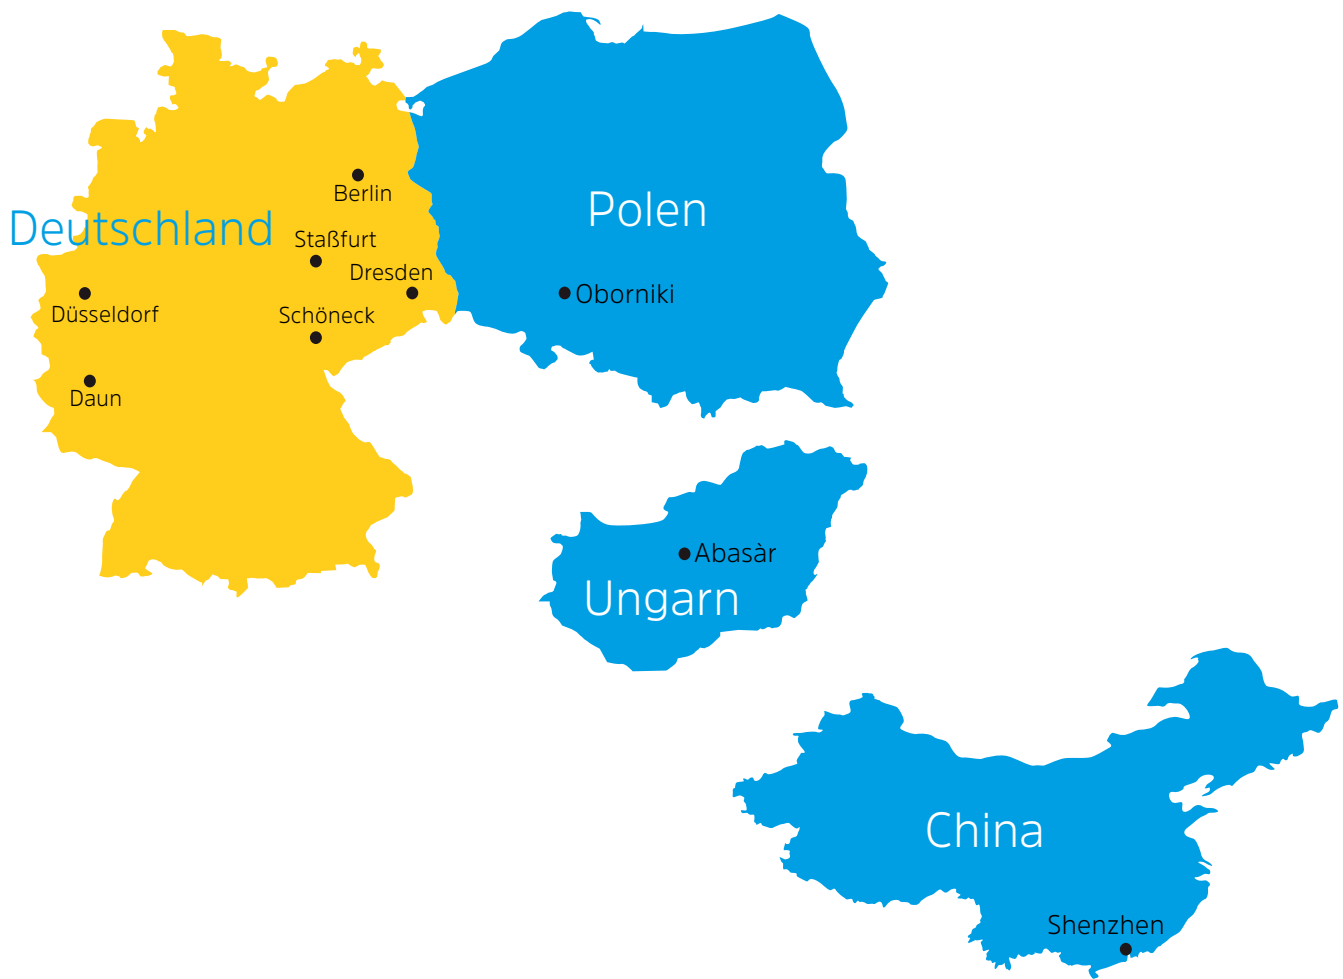 Berlin
Deutschland
Staßfurt
Dresden
Düsseldorf
Schöneck
Daun
Polen
Oborniki
Abasàr
Ungarn
China
Shenzhen